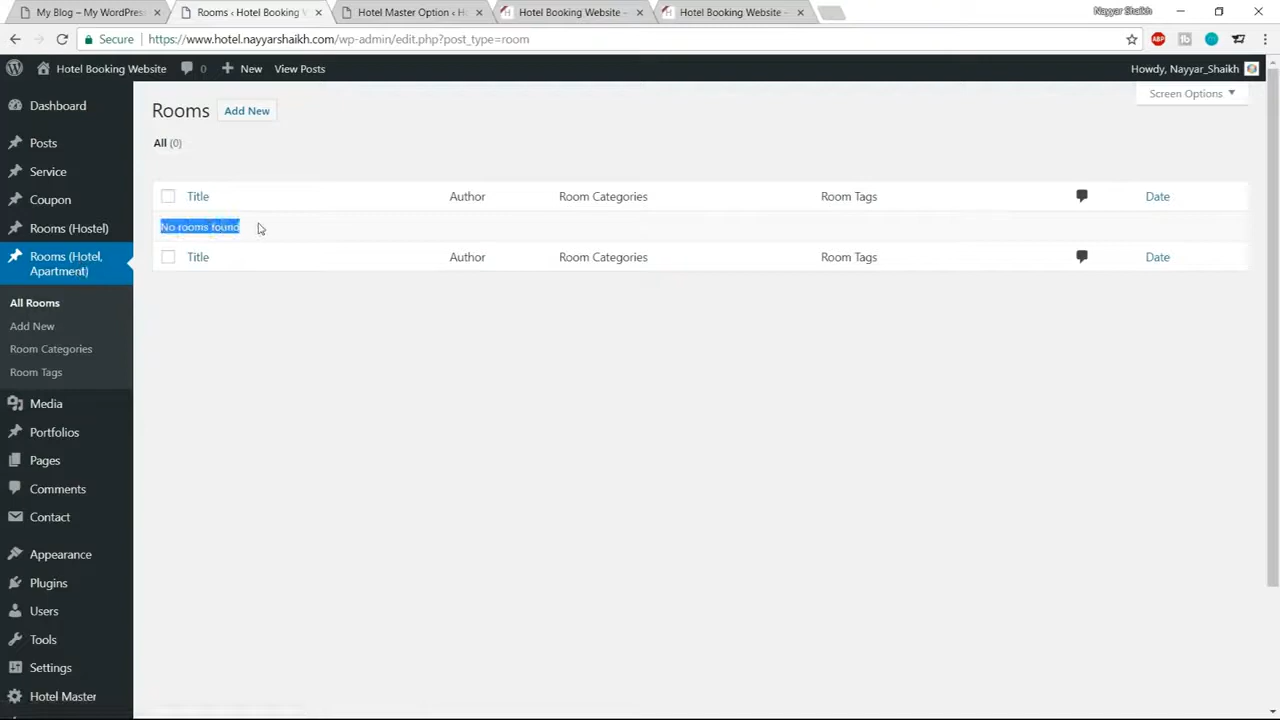 My Blog – My WordPress
Rooms ‹ Hotel Booking
Hotel Master Option ‹ H
Hotel Booking Website –
Hotel Booking Website –
Nayyar Shaikh
Secure
https://www.hotel.nayyarshaikh.com/wp-admin/edit.php?post_type=room
ABP
Hotel Booking Website
0
New
View Posts
Howdy, Nayyar_Shaikh
Screen Options
Dashboard
Posts
Service
Coupon
Rooms (Hostel)
Rooms (Hotel,
Apartment)
All Rooms
Add New
Room Categories
Room Tags
Media
Portfolios
Pages
Comments
Contact
Appearance
Plugins
Users
Tools
Settings
Hotel Master
Rooms
Add New
All (0)
Title
Author
Room Categories
Room Tags
Date
No rooms found
Title
Author
Room Categories
Room Tags
Date